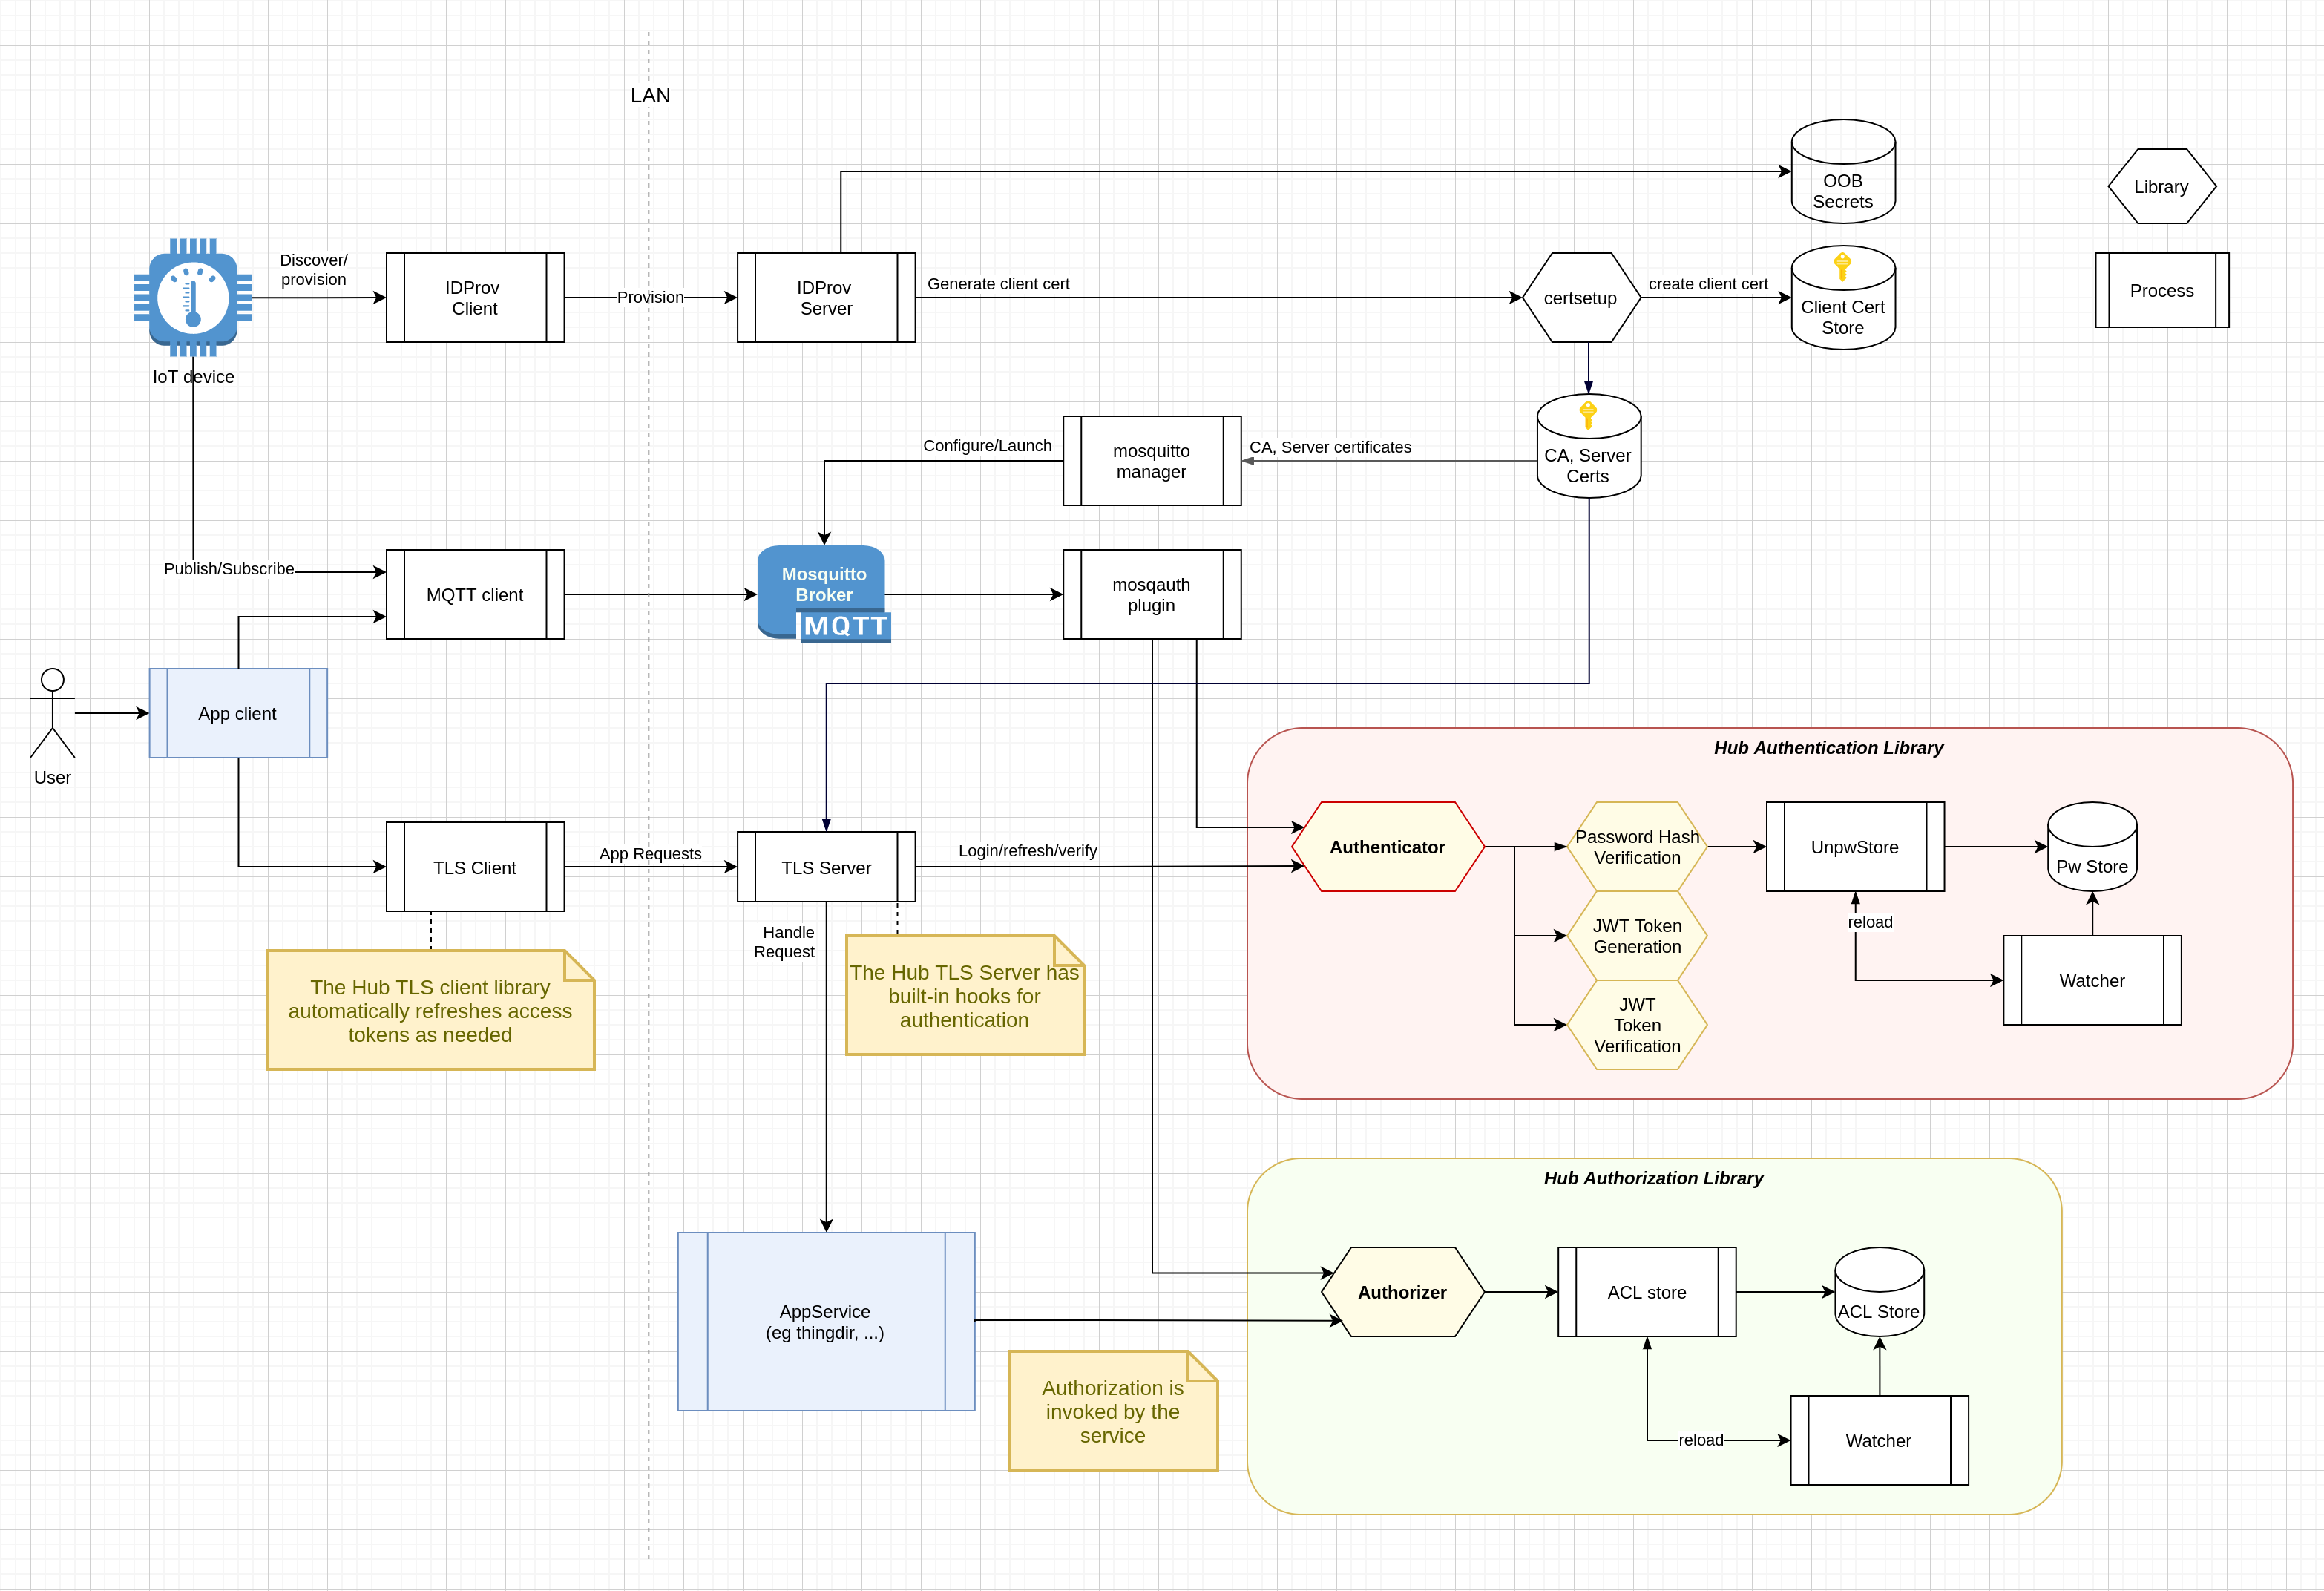 LAN
OOB
Secrets
Library
Discover/
provision
IDProv
Client
Provision
IDProv
Server
Generate client cert
certsetup
create client cert
Client Cert
Store
Process
IoT device
Configure/Launch
mosquitto
manager
CA, Server certificates
CA, Server
Certs
Publish/Subscribe
MQTT client
Mosquitto
Broker
MQTT
mosqauth
plugin
User
App client
Hub Authentication Library
TLS Client
App Requests
TLS Server
Login/refresh/verify
Authenticator
Password Hash
Verification
UnpwStore
Pw Store
JWT Token
Generation
reload
Watcher
JWT
Token
Verification
Handle
Request
The Hub TLS client library
automatically refreshes access
tokens as needed
The Hub TLS Server has
built-in hooks for
authentication
Hub Authorization Library
AppService
(eg thingdir, ...)
Authorizer
ACL store
ACL Store
Authorization is
invoked by the
service
reload
Watcher